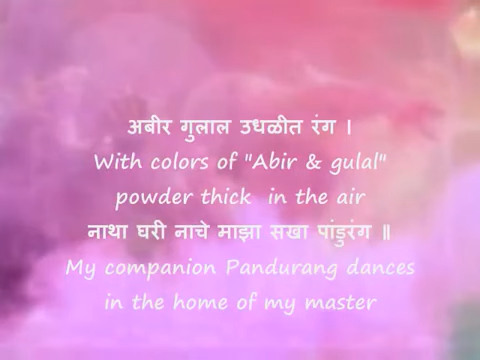 अबीर गुलाल उधळीत रंग ।
With colors of "Abir & gulal"
powder thick in the air
नाथा घरी नाचे माझा सखा पांडुरंग ॥
My companion Pandurang dances
in the home of my master